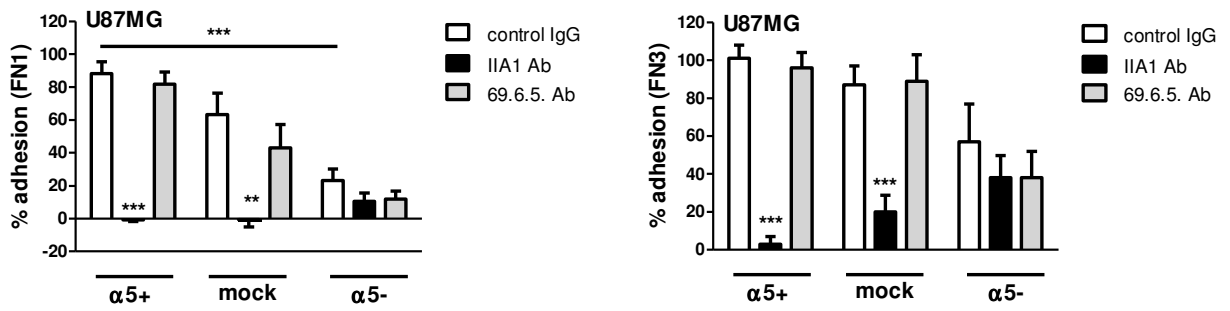 U87MG
% adhesion (FN1)
120
100
80
60
40
20
0
-20
***
***
**
α5+
mock
α5-
control IgG
IIA1 Ab
69.6.5. Ab
U87MG
% adhesion (FN3)
120
100
80
60
40
20
0
***
***
α5+
mock
α5-
control IgG
IIA1 Ab
69.6.5. Ab